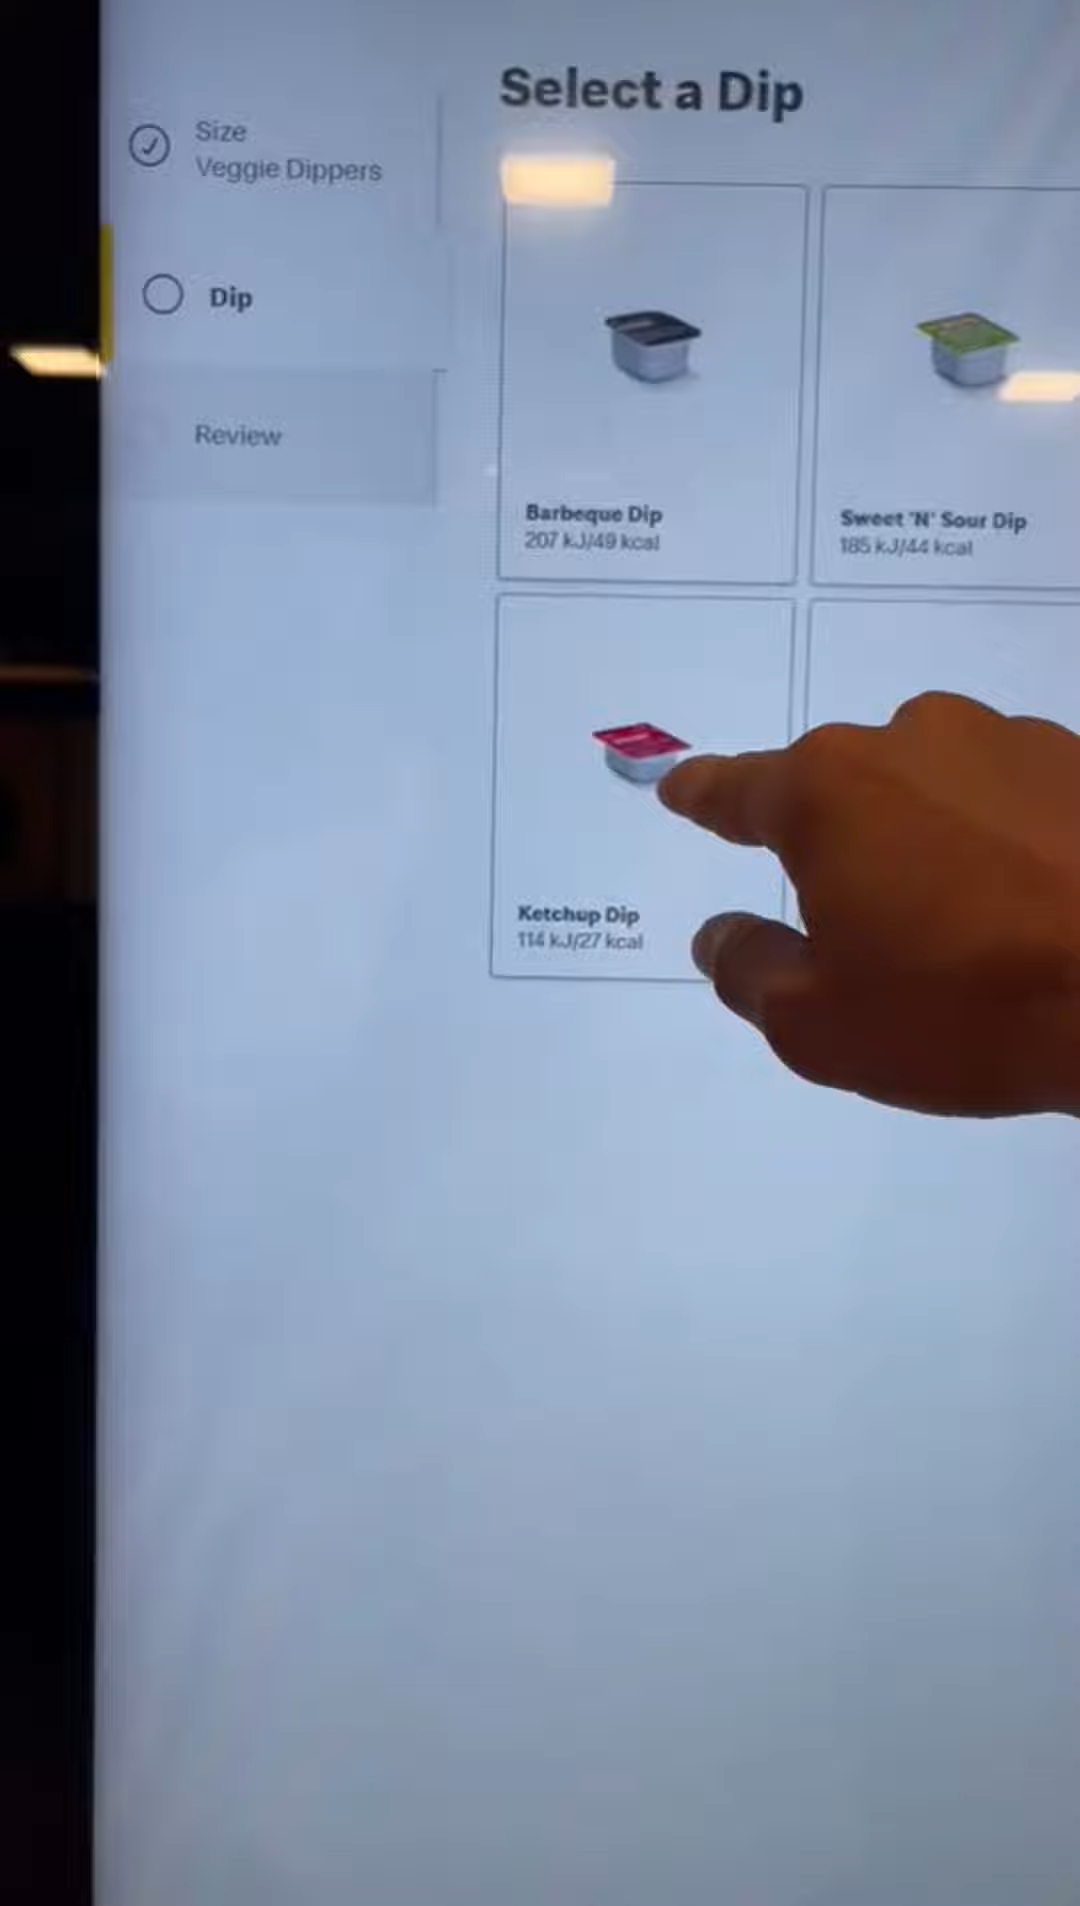 Select a Dip
Size
Veggie Dippers
Dip
Review
Barbeque Dip
207 kJ/49 kcal
Sweet 'N' Sour Dip
185 kJ/44 kcal
Ketchup Dip
114 kJ/27 kcal